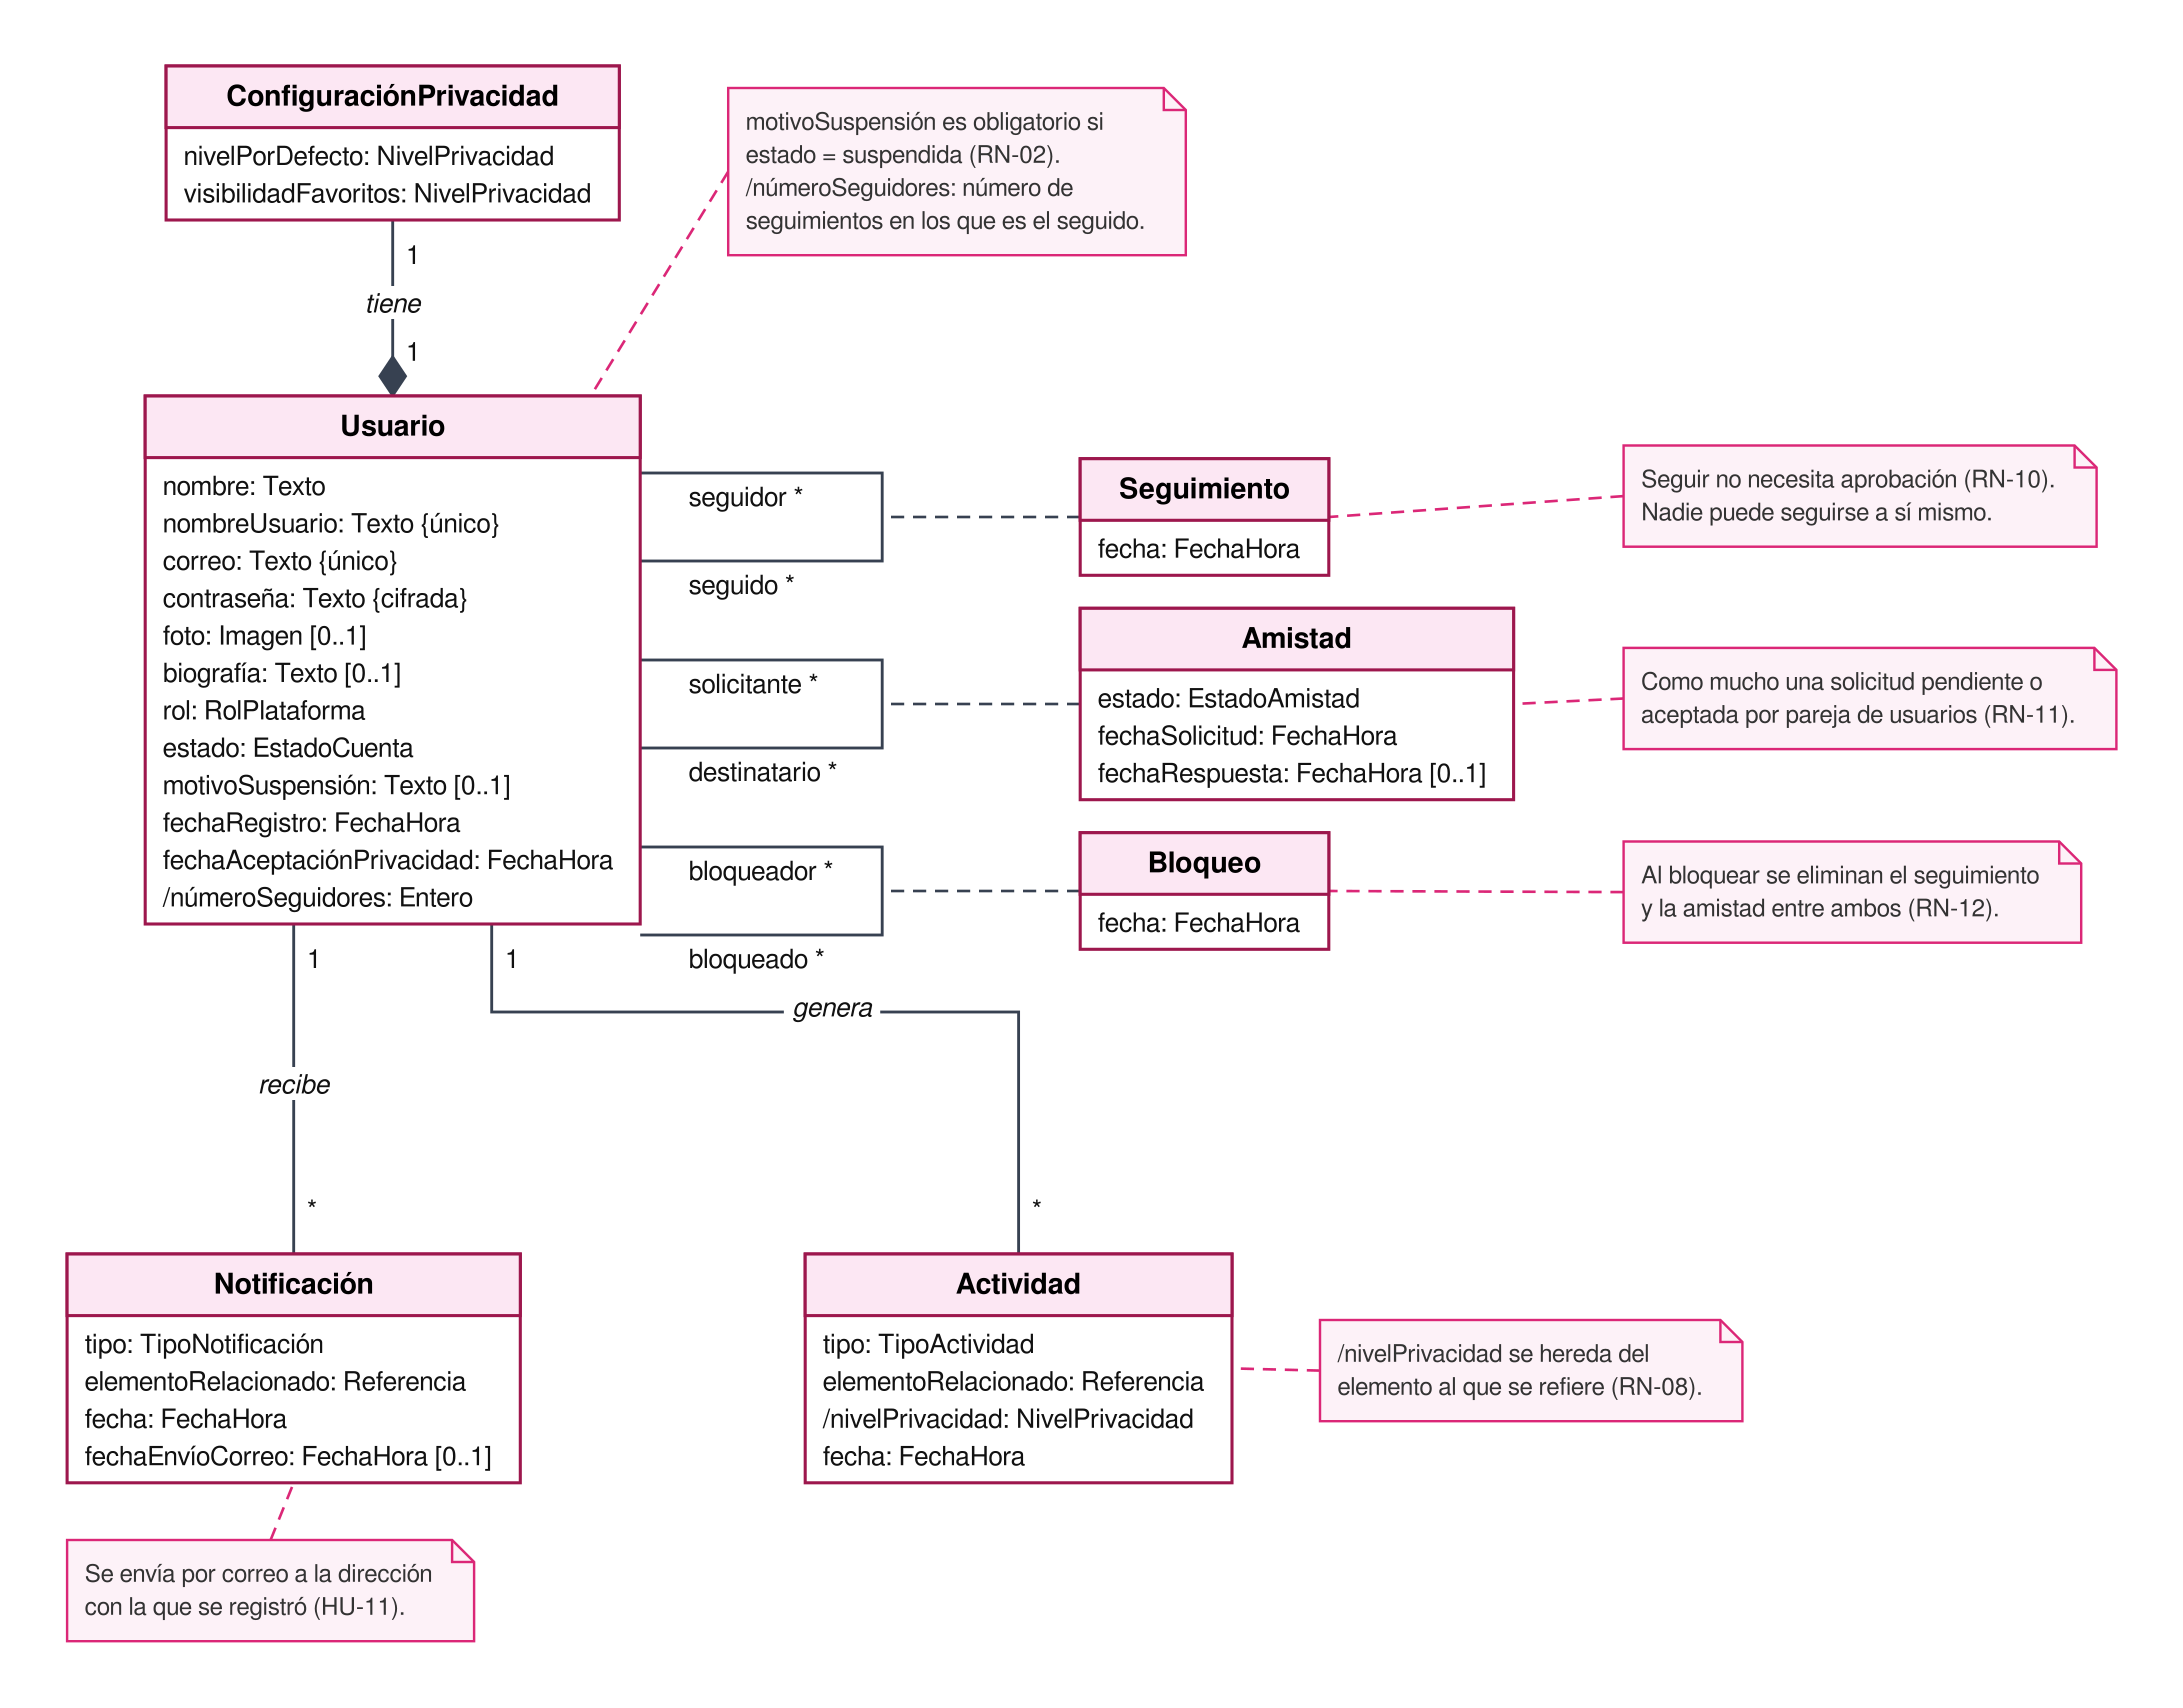 ConfiguraciónPrivacidad
nivelPorDefecto: NivelPrivacidad
visibilidadFavoritos: NivelPrivacidad
motivoSuspensión es obligatorio si
estado = suspendida (RN-02).
/númeroSeguidores: número de
seguimientos en los que es el seguido.
1
tiene
1
Usuario
nombre: Texto
nombreUsuario: Texto {único}
correo: Texto {único}
contraseña: Texto {cifrada}
foto: Imagen [0..1]
biografía: Texto [0..1]
rol: RolPlataforma
estado: EstadoCuenta
motivoSuspensión: Texto [0..1]
fechaRegistro: FechaHora
fechaAceptaciónPrivacidad: FechaHora
/númeroSeguidores: Entero
seguidor *
seguido *
Seguimiento
fecha: FechaHora
Seguir no necesita aprobación (RN-10).
Nadie puede seguirse a sí mismo.
solicitante *
destinatario *
Amistad
estado: EstadoAmistad
fechaSolicitud: FechaHora
fechaRespuesta: FechaHora [0..1]
Como mucho una solicitud pendiente o
aceptada por pareja de usuarios (RN-11).
bloqueador *
bloqueado *
Bloqueo
fecha: FechaHora
Al bloquear se eliminan el seguimiento
y la amistad entre ambos (RN-12).
1
1
genera
recibe
*
*
Notificación
tipo: TipoNotificación
elementoRelacionado: Referencia
fecha: FechaHora
fechaEnvíoCorreo: FechaHora [0..1]
Actividad
tipo: TipoActividad
elementoRelacionado: Referencia
/nivelPrivacidad: NivelPrivacidad
fecha: FechaHora
/nivelPrivacidad se hereda del
elemento al que se refiere (RN-08).
Se envía por correo a la dirección
con la que se registró (HU-11).